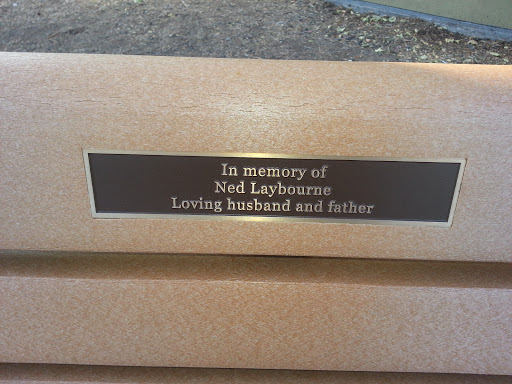 In memory of
Ned Laybourne
Loving husband and father